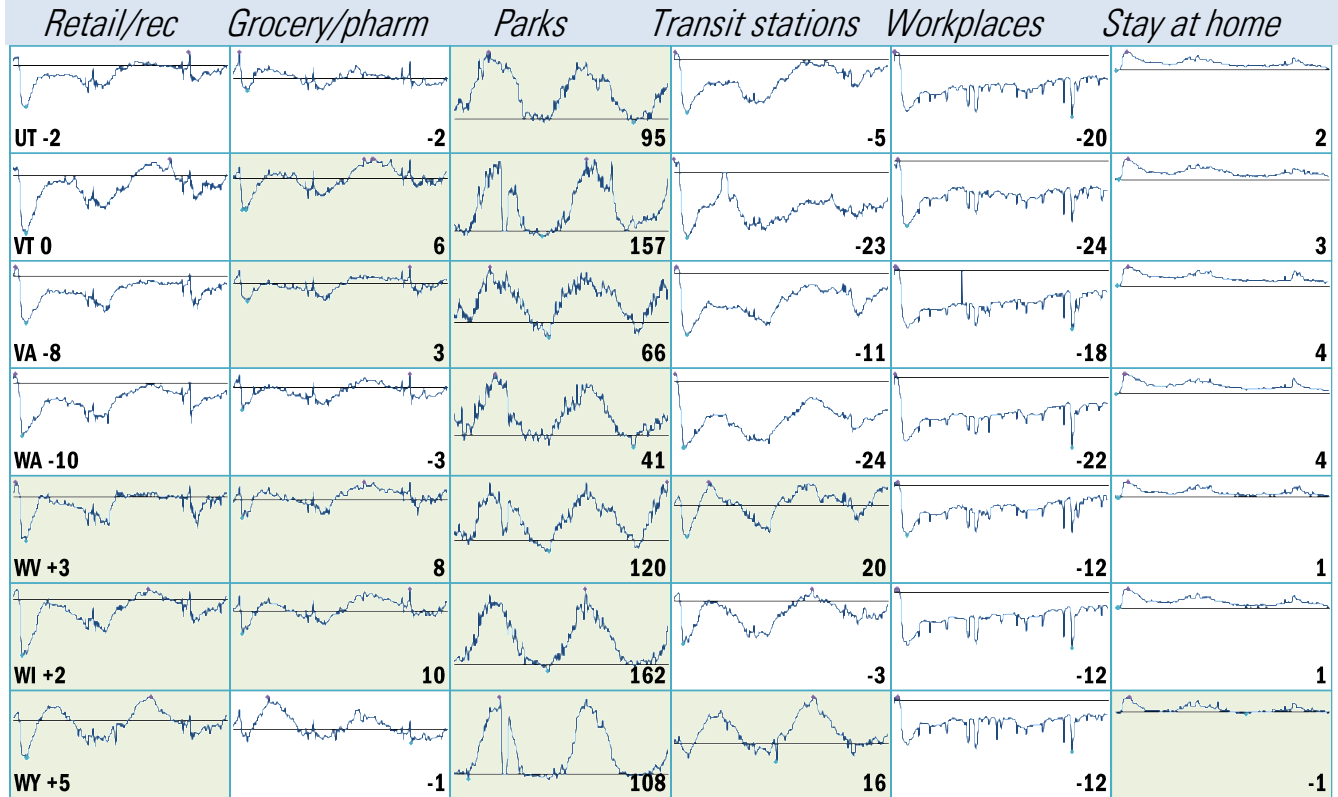 Retail/rec Grocery/pharm Parks Transit stations Workplaces Stay at home
UT -2 -2 95 -5 -20 2
VT 0 6 157 -23 -24 3
VA -8 3 66 -11 -18 4
WA -10 -3 41 -24 -22 4
WV +3 8 120 20 -12 1
WI +2 10 162 -3 -12 1
WY +5 -1 108 16 -12 -1